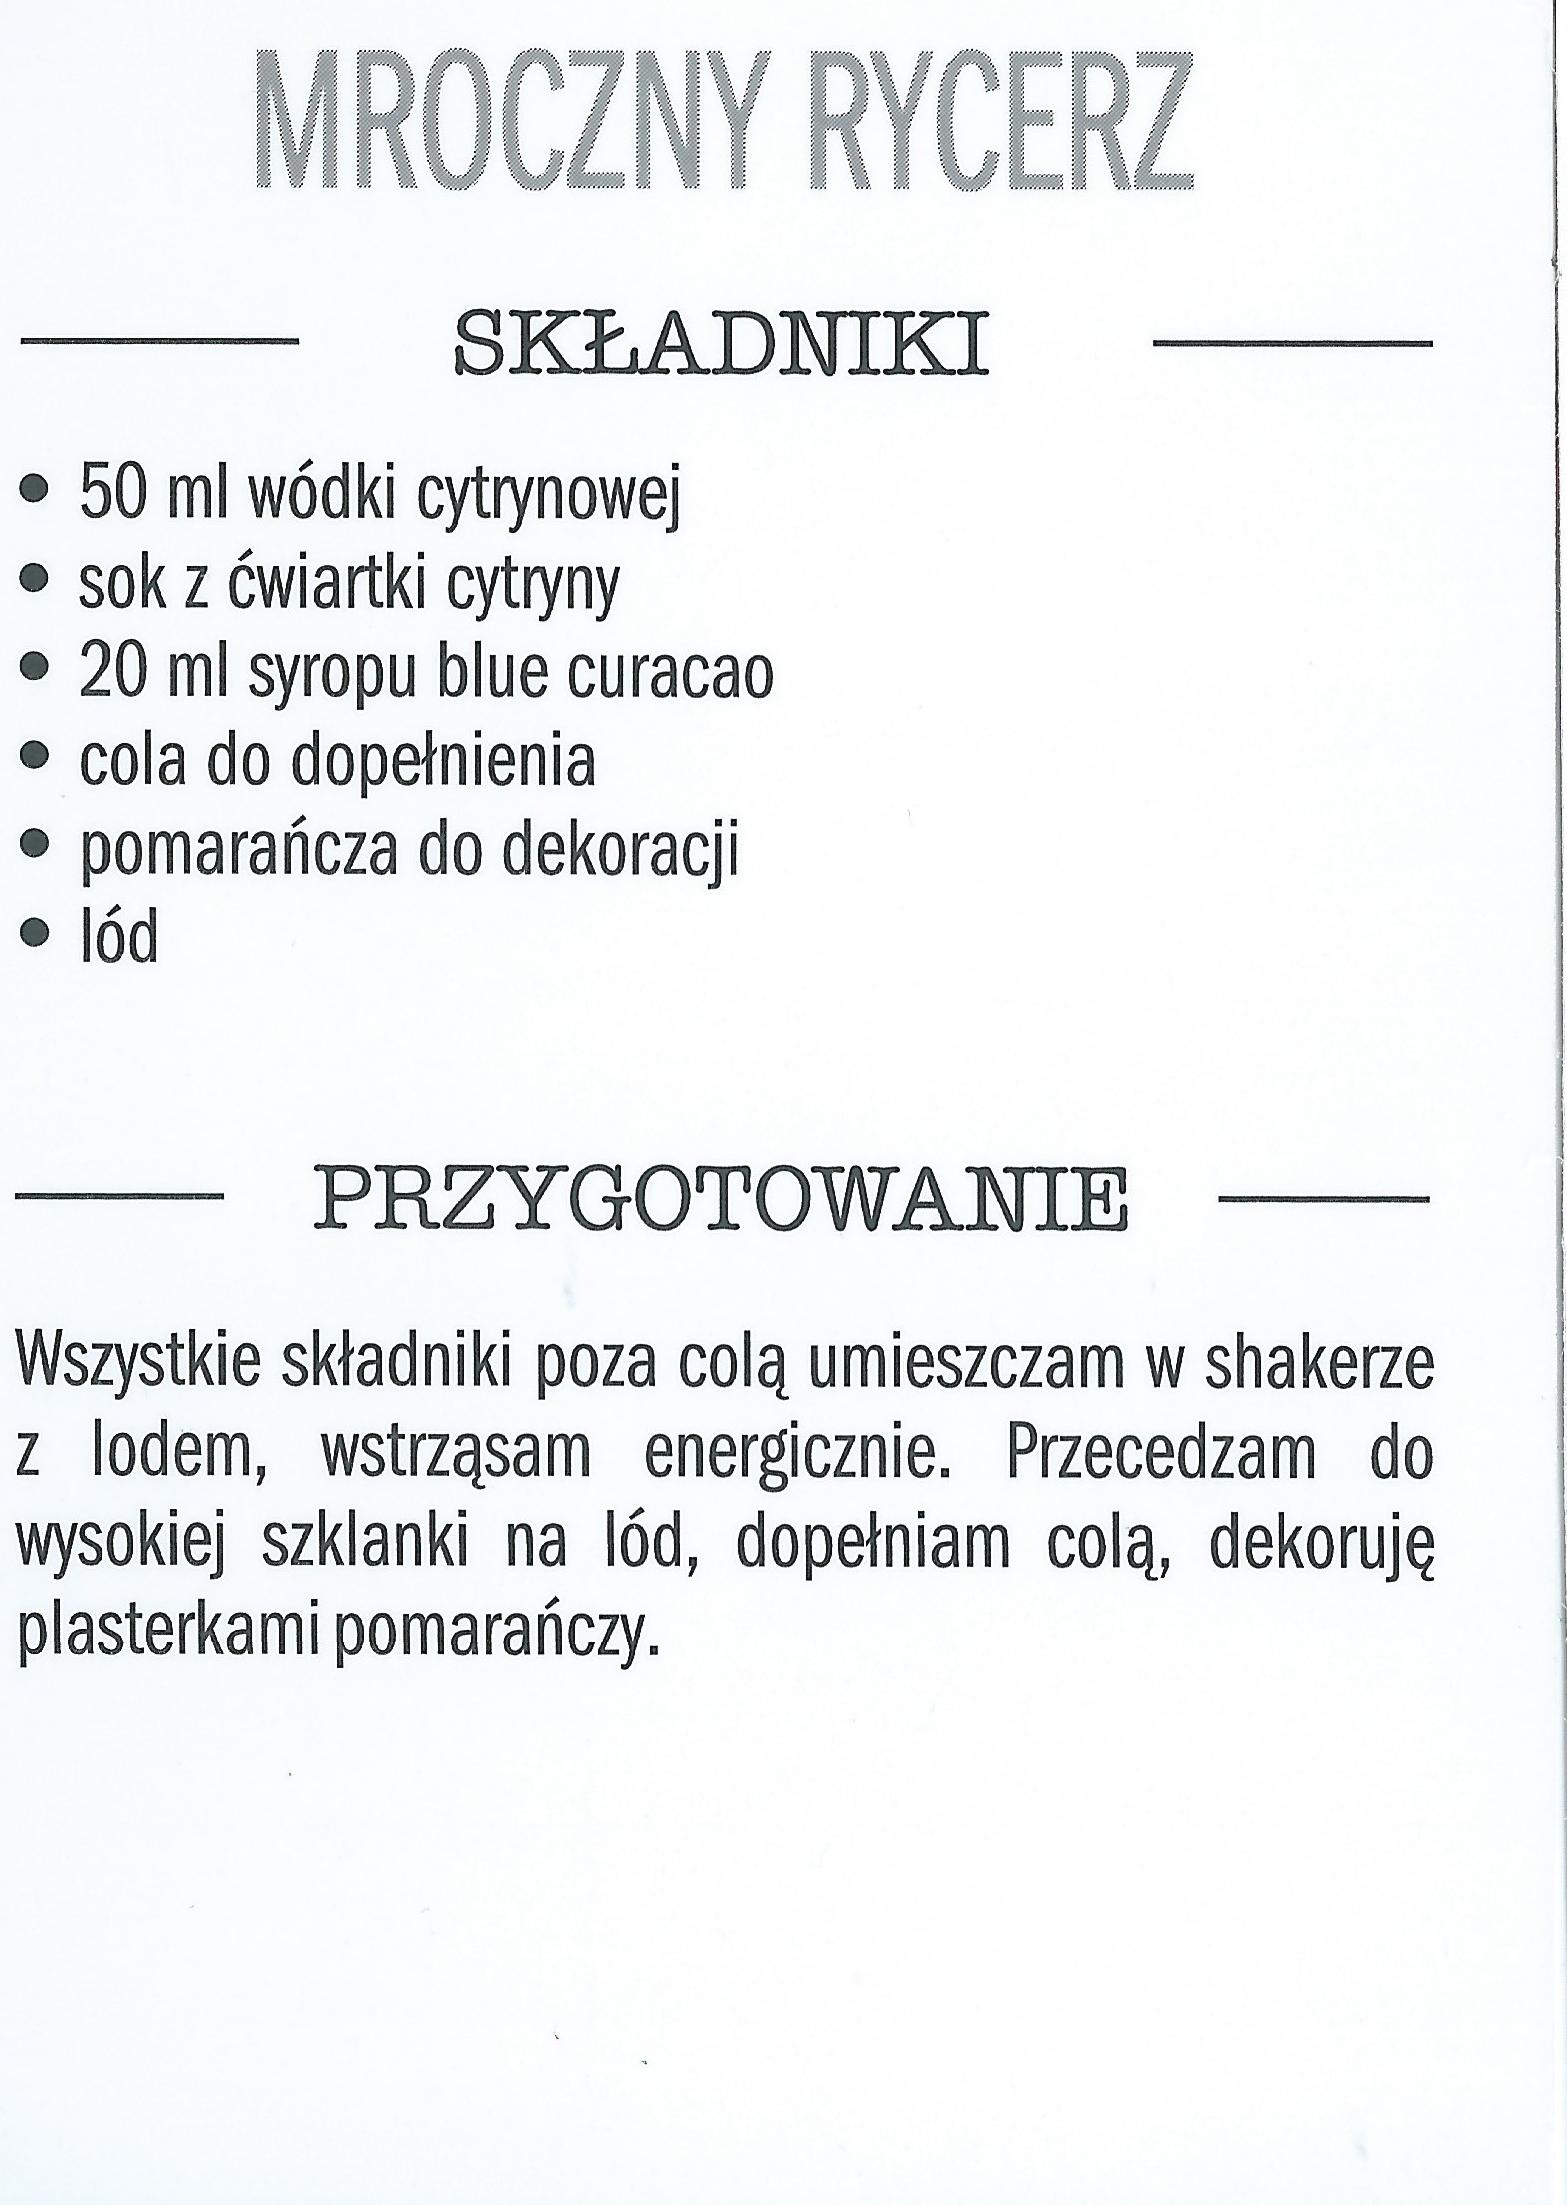 MROCZNY RYCERZ
SKŁADNIKI
• 50 ml wódki cytrynowej
• sok z ćwiartki cytryny
• 20 ml syropu blue curacao
• cola do dopełnienia
• pomarańcza do dekoracji
• lód
PRZYGOTOWANIE
Wszystkie składniki poza colą umieszczam w shakerze
z lodem, wstrząsam energicznie. Przecedzam do
wysokiej szklanki na lód, dopełniam colą, dekoruję
plasterkami pomarańczy.